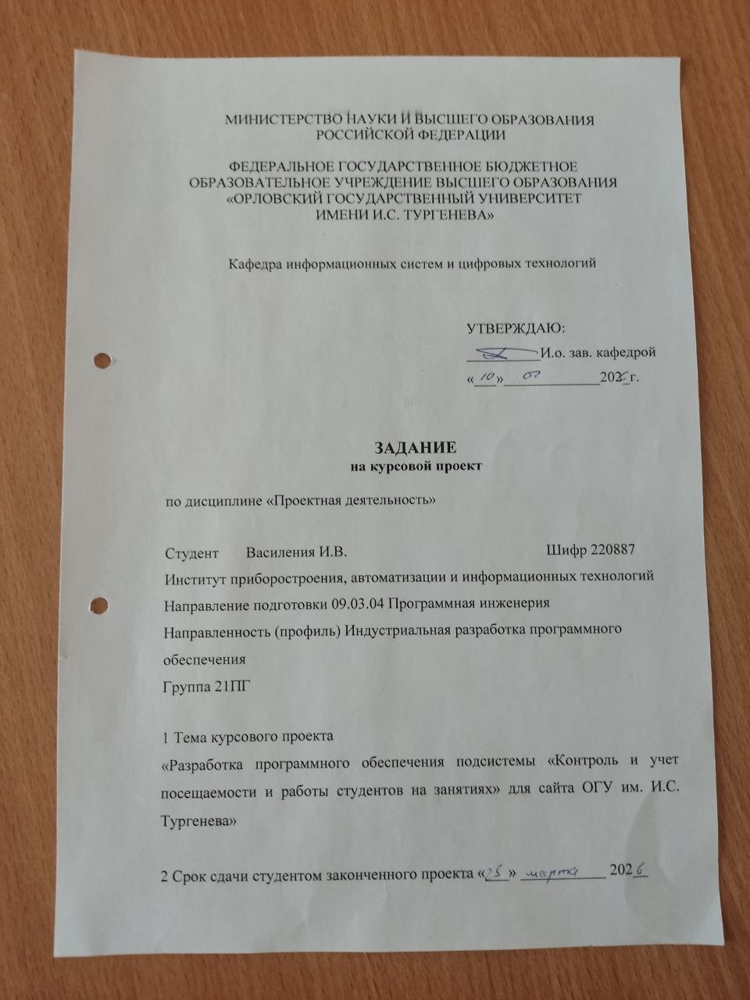 МИНИСТЕРСТВО НАУКИ И ВЫСШЕГО ОБРАЗОВАНИЯ
РОССИЙСКОЙ ФЕДЕРАЦИИ
ФЕДЕРАЛЬНОЕ ГОСУДАРСТВЕННОЕ БЮДЖЕТНОЕ
ОБРАЗОВАТЕЛЬНОЕ УЧРЕЖДЕНИЕ ВЫСШЕГО ОБРАЗОВАНИЯ
«ОРЛОВСКИЙ ГОСУДАРСТВЕННЫЙ УНИВЕРСИТЕТ
ИМЕНИ И.С. ТУРГЕНЕВА»
Кафедра информационных систем и цифровых технологий
УТВЕРЖДАЮ:
И.о. зав. кафедрой
«10» 2026г.
ЗАДАНИЕ
на курсовой проект
по дисциплине «Проектная деятельность»
Студент Василения И.В. Шифр 220887
Институт приборостроения, автоматизации и информационных технологий
Направление подготовки 09.03.04 Программная инженерия
Направленность (профиль) Индустриальная разработка программного
обеспечения
Группа 21ПГ
1 Тема курсового проекта
«Разработка программного обеспечения подсистемы «Контроль и учет
посещаемости и работы студентов на занятиях» для сайта ОГУ им. И.С.
Тургенева»
2 Срок сдачи студентом законченного проекта «25» марта 2026